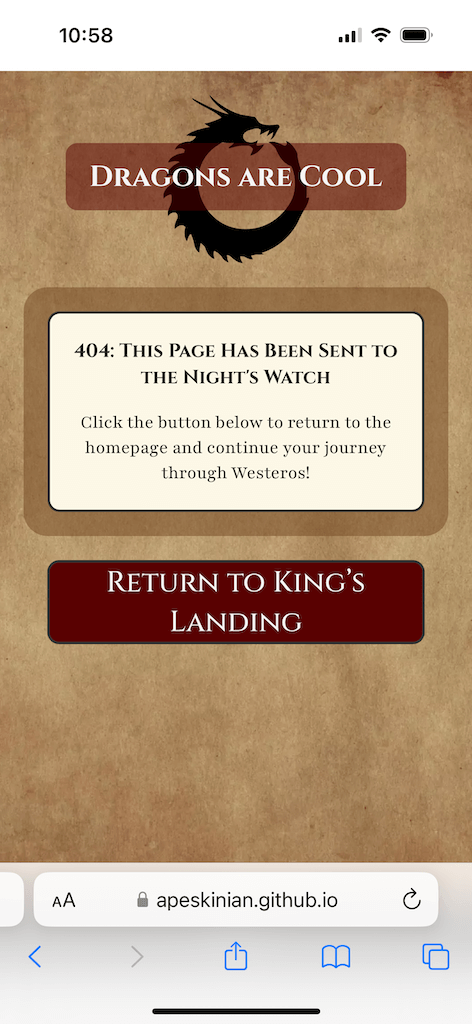 10:58
Dragons are Cool
404: This Page Has Been Sent to
the Night's Watch
Click the button below to return to the
homepage and continue your journey
through Westeros!
Return to King’s
Landing
AA
apeskinian.github.io